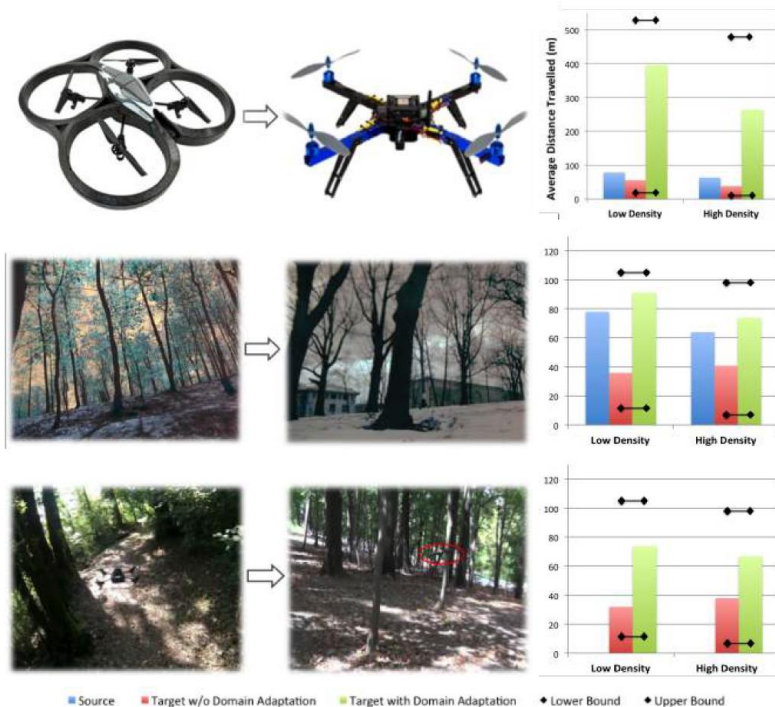 Average Distance Travelled (m)
500
400
300
200
100
0
Low Density
High Density
120
100
80
60
40
20
0
Low Density
High Density
120
100
80
60
40
20
0
Low Density
High Density
Source
Target w/o Domain Adaptation
Target with Domain Adaptation
Lower Bound
Upper Bound